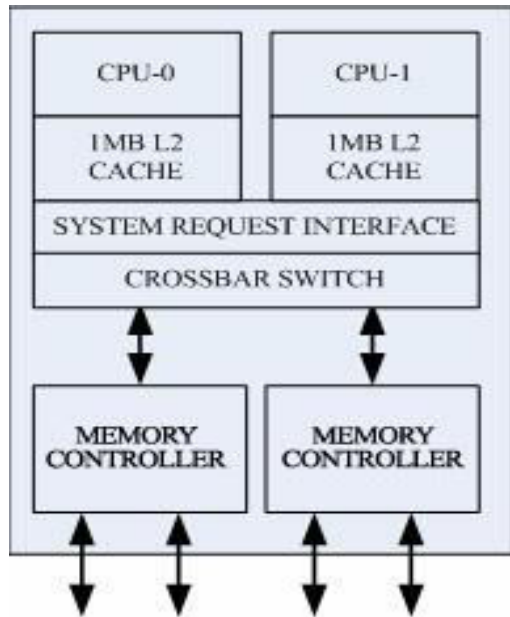 CPU-0
CPU-1
1MB L2
CACHE
1MB L2
CACHE
SYSTEM REQUEST INTERFACE
CROSSBAR SWITCH
MEMORY
CONTROLLER
MEMORY
CONTROLLER